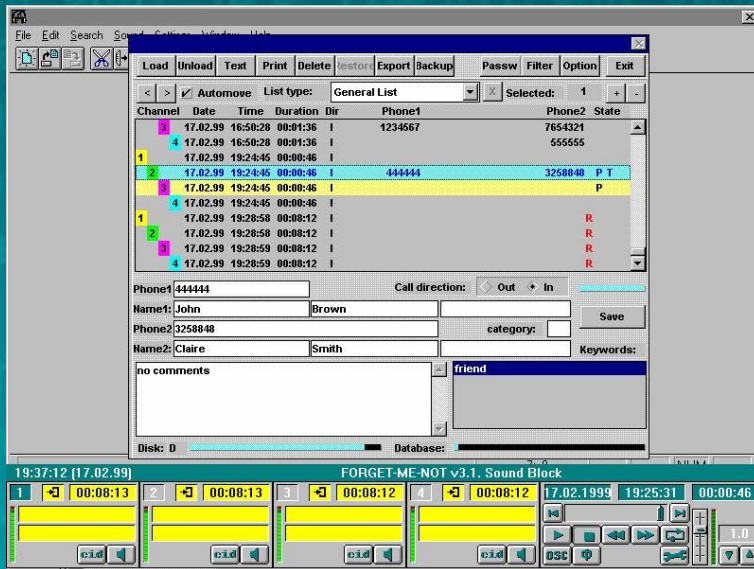 File Edit Search Sound Settings Window Help
Load Unload Text Print Delete Restore Export Backup Passw Filter Option Exit
< > Automove List type: General List X Selected: 1 + -
Channel Date Time Duration Dir Phone1 Phone2 State
3 17.02.99 16:50:28 00:01:36 I 1234567 7654321
4 17.02.99 16:50:28 00:01:36 I 555555
1 17.02.99 19:24:45 00:00:46 I
2 17.02.99 19:24:45 00:00:46 I 444444 3258848 P T
3 17.02.99 19:24:45 00:00:46 I P
4 17.02.99 19:24:45 00:00:46 I
1 17.02.99 19:28:58 00:08:12 I R
2 17.02.99 19:28:58 00:08:12 I R
3 17.02.99 19:28:59 00:08:12 I R
4 17.02.99 19:28:59 00:08:12 I R
Phone1 444444 Call direction: Out In
Name1: John Brown
Save
Phone2 3258848 category:
Name2: Claire Smith Keywords:
no comments friend
Disk: D Database:
19:37:12 (17.02.99) FORGET-ME-NOT v3.1. Sound Block
1 00:08:13 2 00:08:13 3 00:08:12 4 00:08:12 17.02.1999 19:25:31 00:00:46
1.0
cid cid cid cid OSC